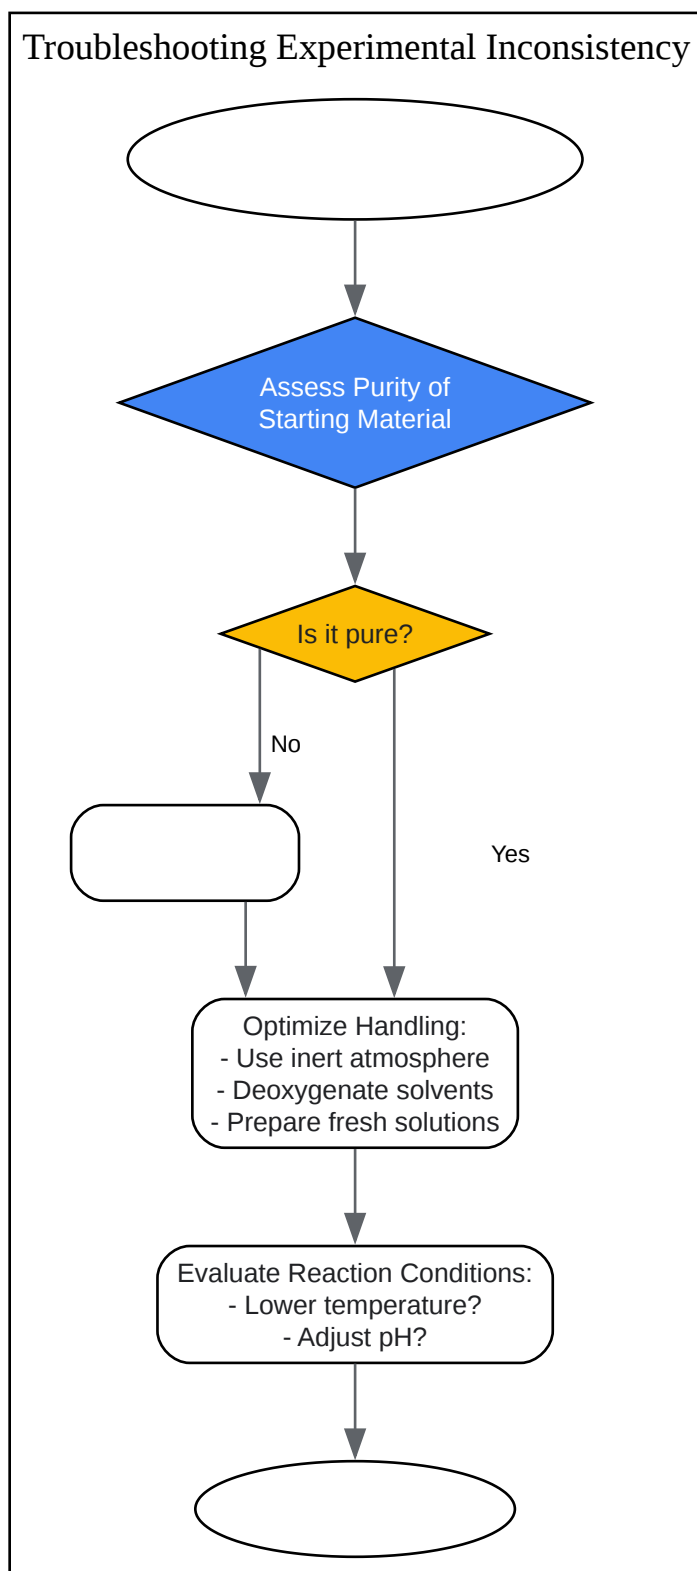 Troubleshooting Experimental Inconsistency
Assess Purity of
Starting Material
Is it pure?
No
Yes
Optimize Handling:
- Use inert atmosphere
- Deoxygenate solvents
- Prepare fresh solutions
Evaluate Reaction Conditions:
- Lower temperature?
- Adjust pH?